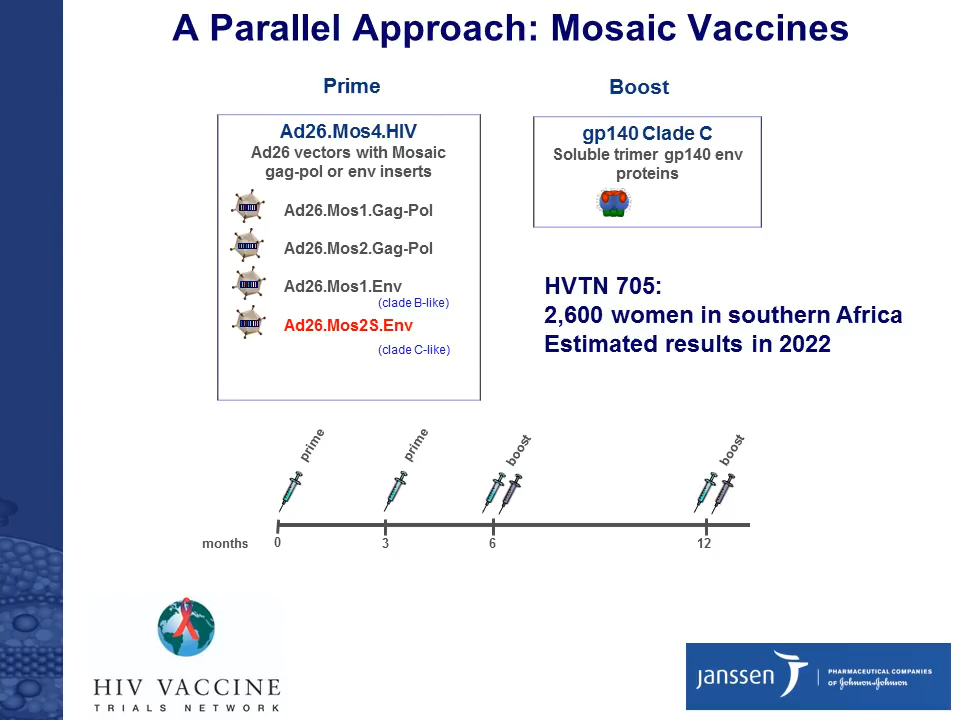 A Parallel Approach: Mosaic Vaccines
Prime
Boost
Ad26.Mos4.HIV
Ad26 vectors with Mosaic
gag-pol or env inserts
Ad26.Mos1.Gag-Pol
Ad26.Mos2.Gag-Pol
Ad26.Mos1.Env
(clade B-like)
Ad26.Mos2S.Env
(clade C-like)
gp140 Clade C
Soluble trimer gp140 env
proteins
HVTN 705:
2,600 women in southern Africa
Estimated results in 2022
prime
prime
boost
boost
months 0 3 6 12
HIV VACCINE
TRIALS NETWORK
janssen
PHARMACEUTICAL COMPANIES
OF Johnson & Johnson